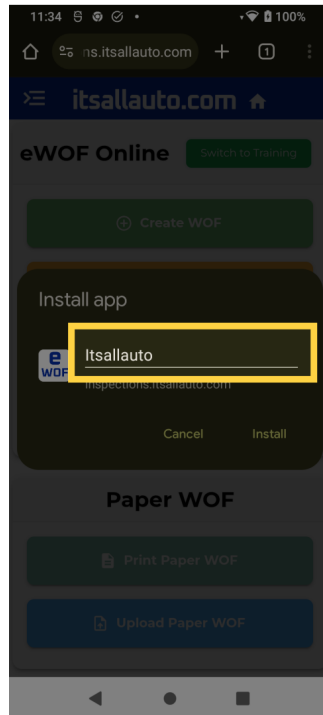 11:34 100%
ns.itsallauto.com 1
itsallauto.com
eWOF Online Switch to Training
Create WOF
Install app
e WOF
Itsallauto
inspections.itsallauto.com
Cancel Install
Paper WOF
Print Paper WOF
Upload Paper WOF